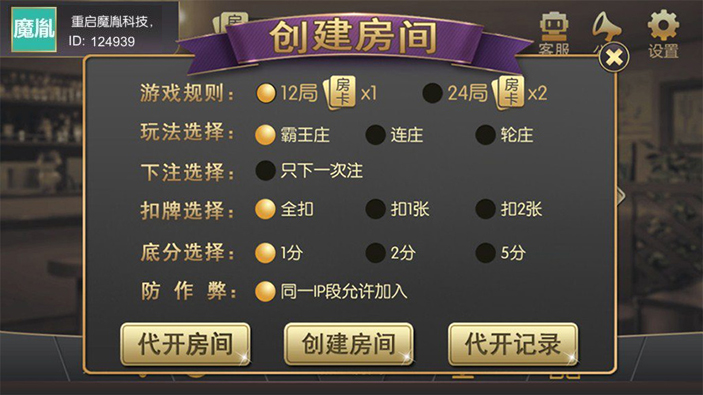 魔胤
重启魔胤科技，
ID: 124939
房卡
创建房间
客服
设置
游戏规则： 12局 房卡 x1 24局 房卡 x2
玩法选择： 霸王庄 连庄 轮庄
下注选择： 只下一次注
扣牌选择： 全扣 扣1张 扣2张
底分选择： 1分 2分 5分
防作弊： 同一IP段允许加入
代开房间 创建房间 代开记录